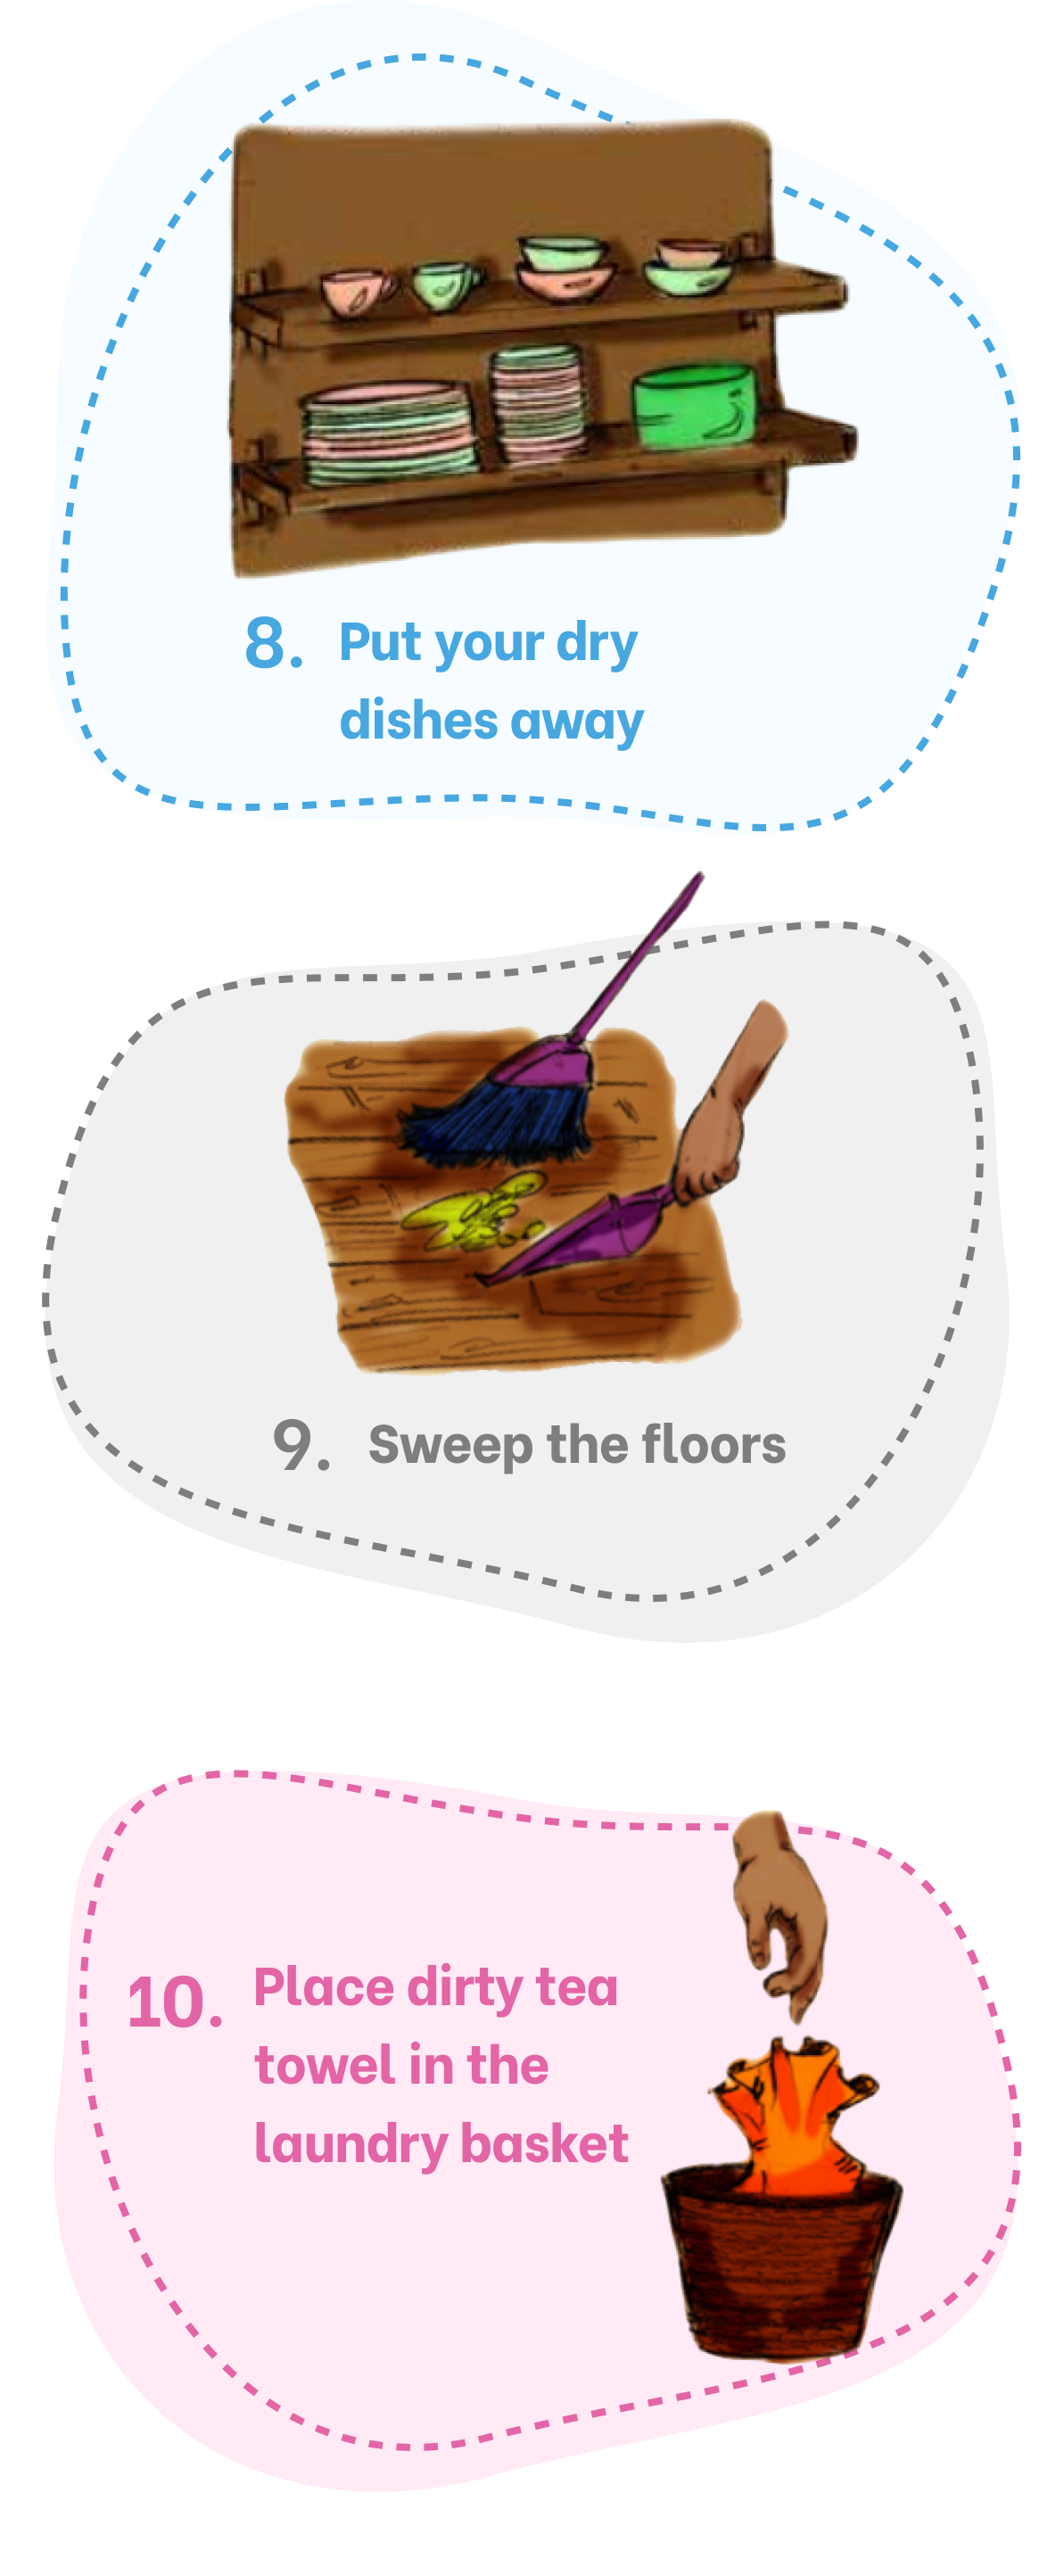 8. Put your dry
dishes away
9. Sweep the floors
10. Place dirty tea
towel in the
laundry basket